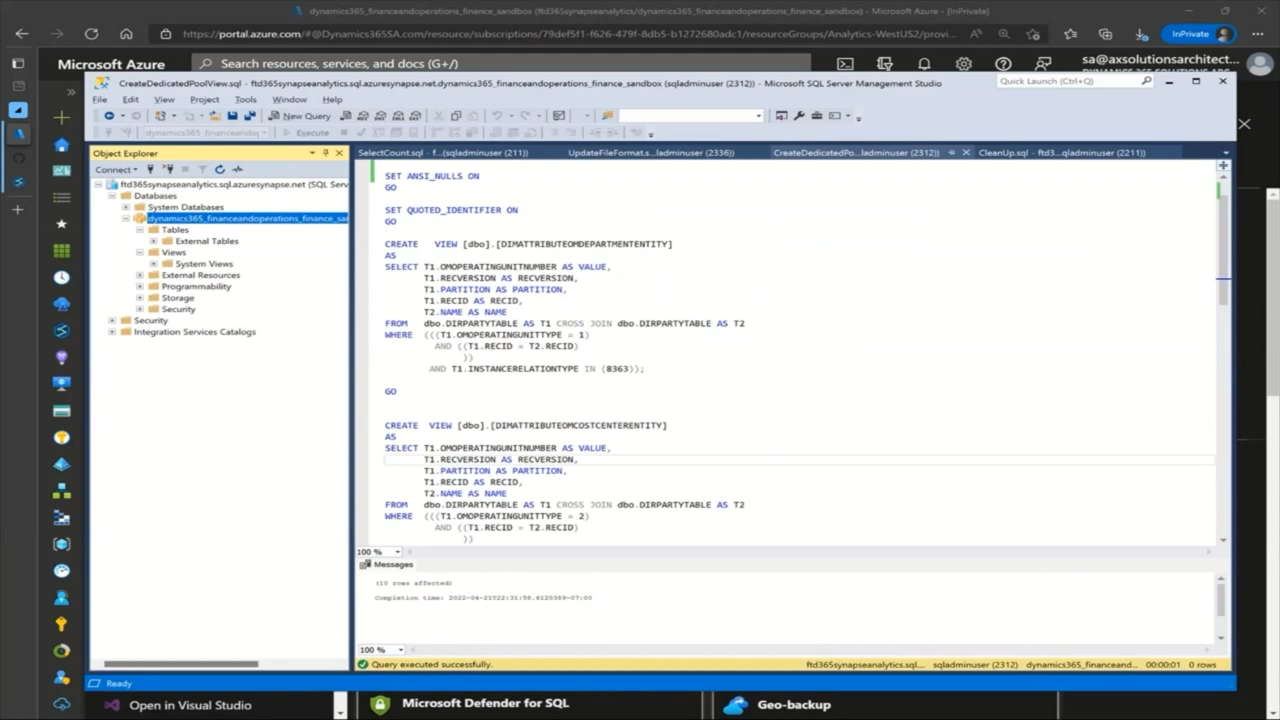 dynamics365_financeandoperations_finance_sandbox (ftd365synapseanalytics/dynamics365_financeandoperations_finance_sandbox) - Microsoft Azure - [InPrivate]
https://portal.azure.com/#@Dynamics365SA.com/resource/subscriptions/79def5f1-f626-479f-8db5-b1272680adc1/resourceGroups/Analytics-WestUS2/provi... InPrivate
Microsoft Azure Search resources, services, and docs (G+/) sa@axsolutionsarchitect...
CreateDedicatedPoolView.sql - ftd365synapseanalytics.sql.azuresynapse.net.dynamics365_financeandoperations_finance_sandbox (sqladminuser (2312)) - Microsoft SQL Server Management Studio Quick Launch (Ctrl+Q)
File Edit View Project Tools Window Help
New Query
dynamics365_financeandop Execute
Object Explorer
SelectCount.sql - f...(sqladminuser (211)) UpdateFileFormat.s...ladminuser (2336)) CreateDedicatedPo...ladminuser (2312)) CleanUp.sql - ftd3...qladminuser (2211))
Connect
ftd365synapseanalytics.sql.azuresynapse.net (SQL Serv
Databases
System Databases
dynamics365_financeandoperations_finance_sa
Tables
External Tables
Views
System Views
External Resources
Programmability
Storage
Security
Security
Integration Services Catalogs
SET ANSI_NULLS ON
GO
SET QUOTED_IDENTIFIER ON
GO
CREATE VIEW [dbo].[DIMATTRIBUTEOMDEPARTMENTENTITY]
AS
SELECT T1.OMOPERATINGUNITNUMBER AS VALUE,
T1.RECVERSION AS RECVERSION,
T1.PARTITION AS PARTITION,
T1.RECID AS RECID,
T2.NAME AS NAME
FROM dbo.DIRPARTYTABLE AS T1 CROSS JOIN dbo.DIRPARTYTABLE AS T2
WHERE (((T1.OMOPERATINGUNITTYPE = 1)
AND ((T1.RECID = T2.RECID)
))
AND T1.INSTANCERELATIONTYPE IN (8363));
GO
CREATE VIEW [dbo].[DIMATTRIBUTEOMCOSTCENTERENTITY]
AS
SELECT T1.OMOPERATINGUNITNUMBER AS VALUE,
T1.RECVERSION AS RECVERSION,
T1.PARTITION AS PARTITION,
T1.RECID AS RECID,
T2.NAME AS NAME
FROM dbo.DIRPARTYTABLE AS T1 CROSS JOIN dbo.DIRPARTYTABLE AS T2
WHERE (((T1.OMOPERATINGUNITTYPE = 2)
AND ((T1.RECID = T2.RECID)
))
100 %
Messages
(10 rows affected)
Completion time: 2022-04-21T22:31:58.6120389-07:00
100 %
Query executed successfully. ftd365synapseanalytics.sql.... sqladminuser (2312) dynamics365_financeand... 00:00:01 0 rows
Ready
Open in Visual Studio Microsoft Defender for SQL Geo-backup